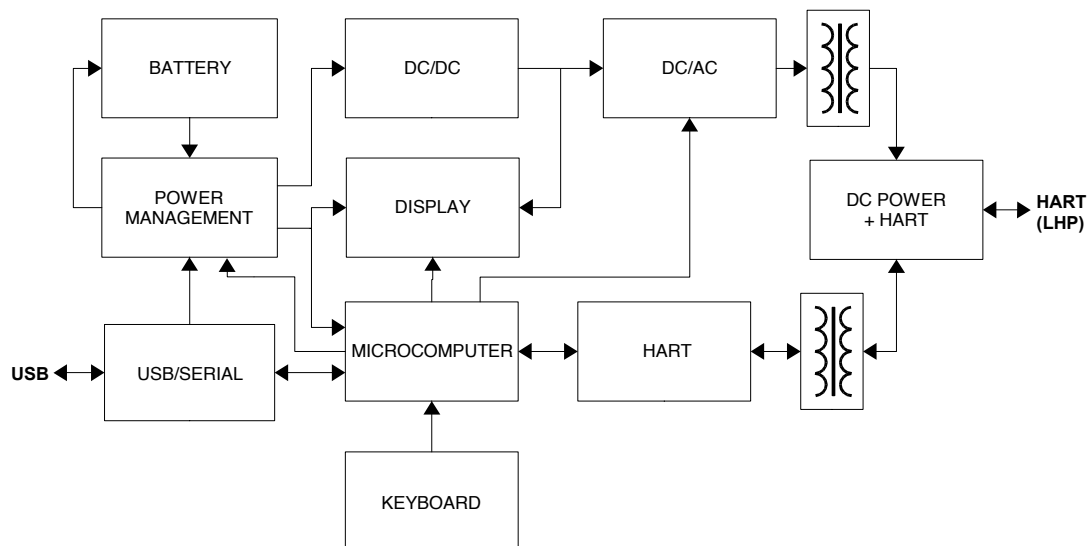 BATTERY
DC/DC
DC/AC
POWER
MANAGEMENT
DISPLAY
DC POWER
+ HART
HART
(LHP)
USB
USB/SERIAL
MICROCOMPUTER
HART
KEYBOARD